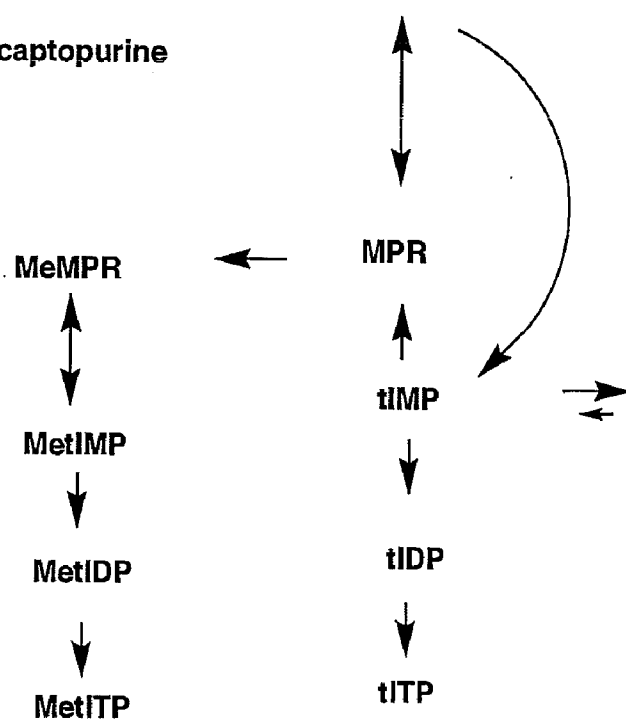 captopurine
MPR
MeMPR
tIMP
MetIMP
tIDP
MetIDP
tITP
MetITP